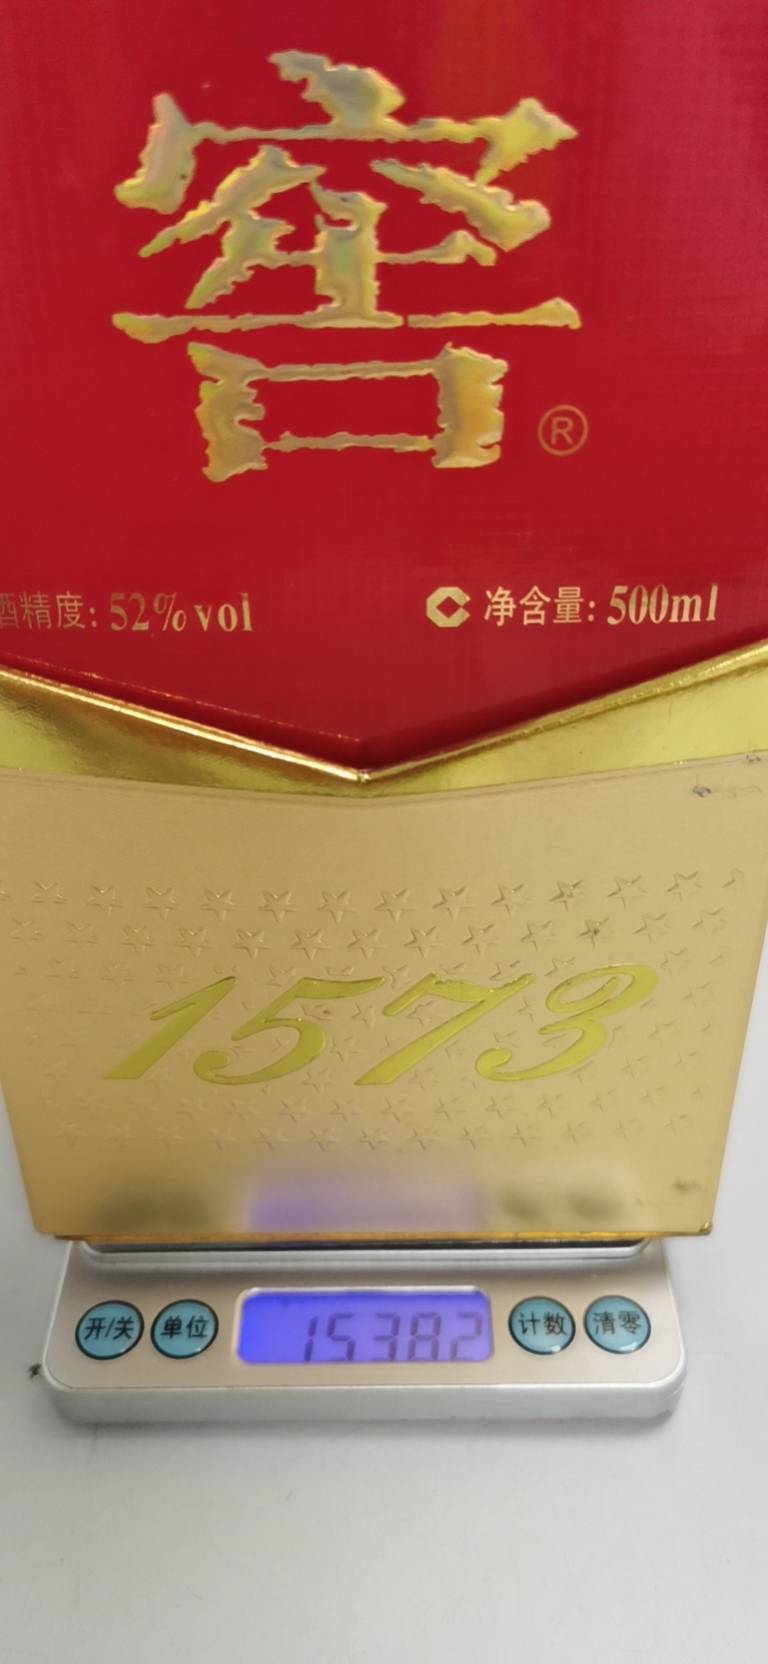 窖
®
酒精度: 52%vol
净含量: 500ml
1573
1538.2
开/关 单位 计数 清零